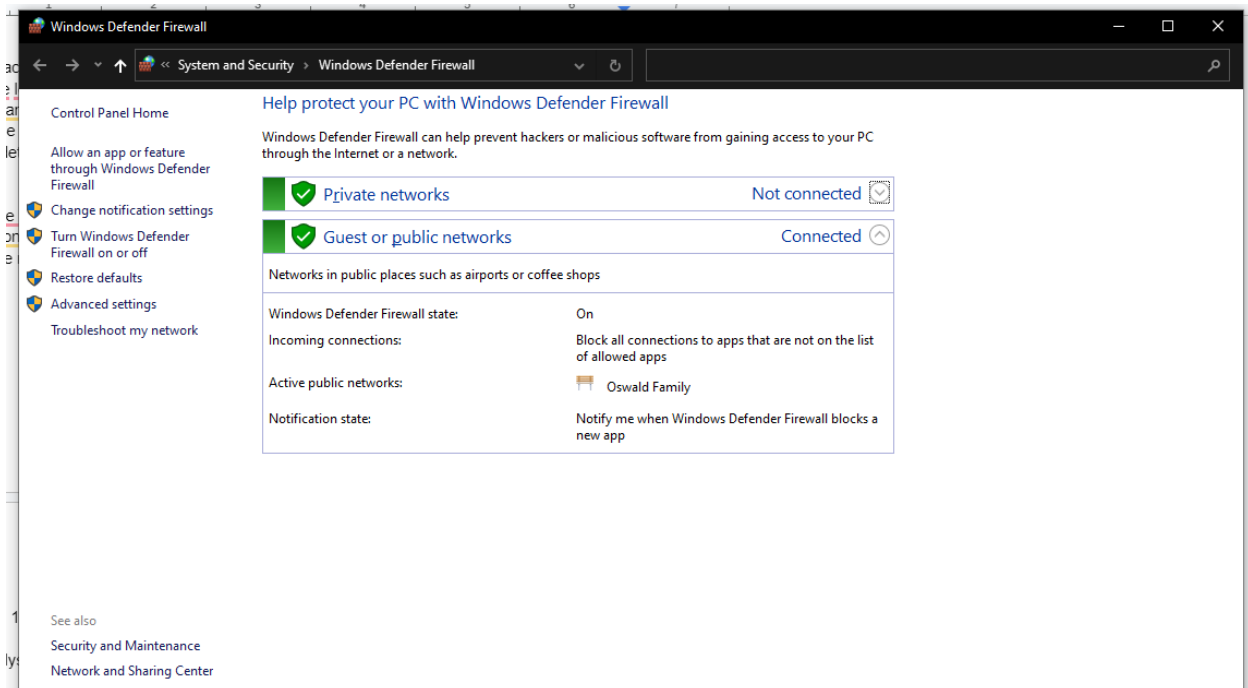 Windows Defender Firewall
« System and Security › Windows Defender Firewall
Control Panel Home
Allow an app or feature
through Windows Defender
Firewall
Change notification settings
Turn Windows Defender
Firewall on or off
Restore defaults
Advanced settings
Troubleshoot my network
Help protect your PC with Windows Defender Firewall
Windows Defender Firewall can help prevent hackers or malicious software from gaining access to your PC
through the Internet or a network.
Private networks Not connected
Guest or public networks Connected
Networks in public places such as airports or coffee shops
Windows Defender Firewall state: On
Incoming connections: Block all connections to apps that are not on the list
of allowed apps
Active public networks: Oswald Family
Notification state: Notify me when Windows Defender Firewall blocks a
new app
See also
Security and Maintenance
Network and Sharing Center